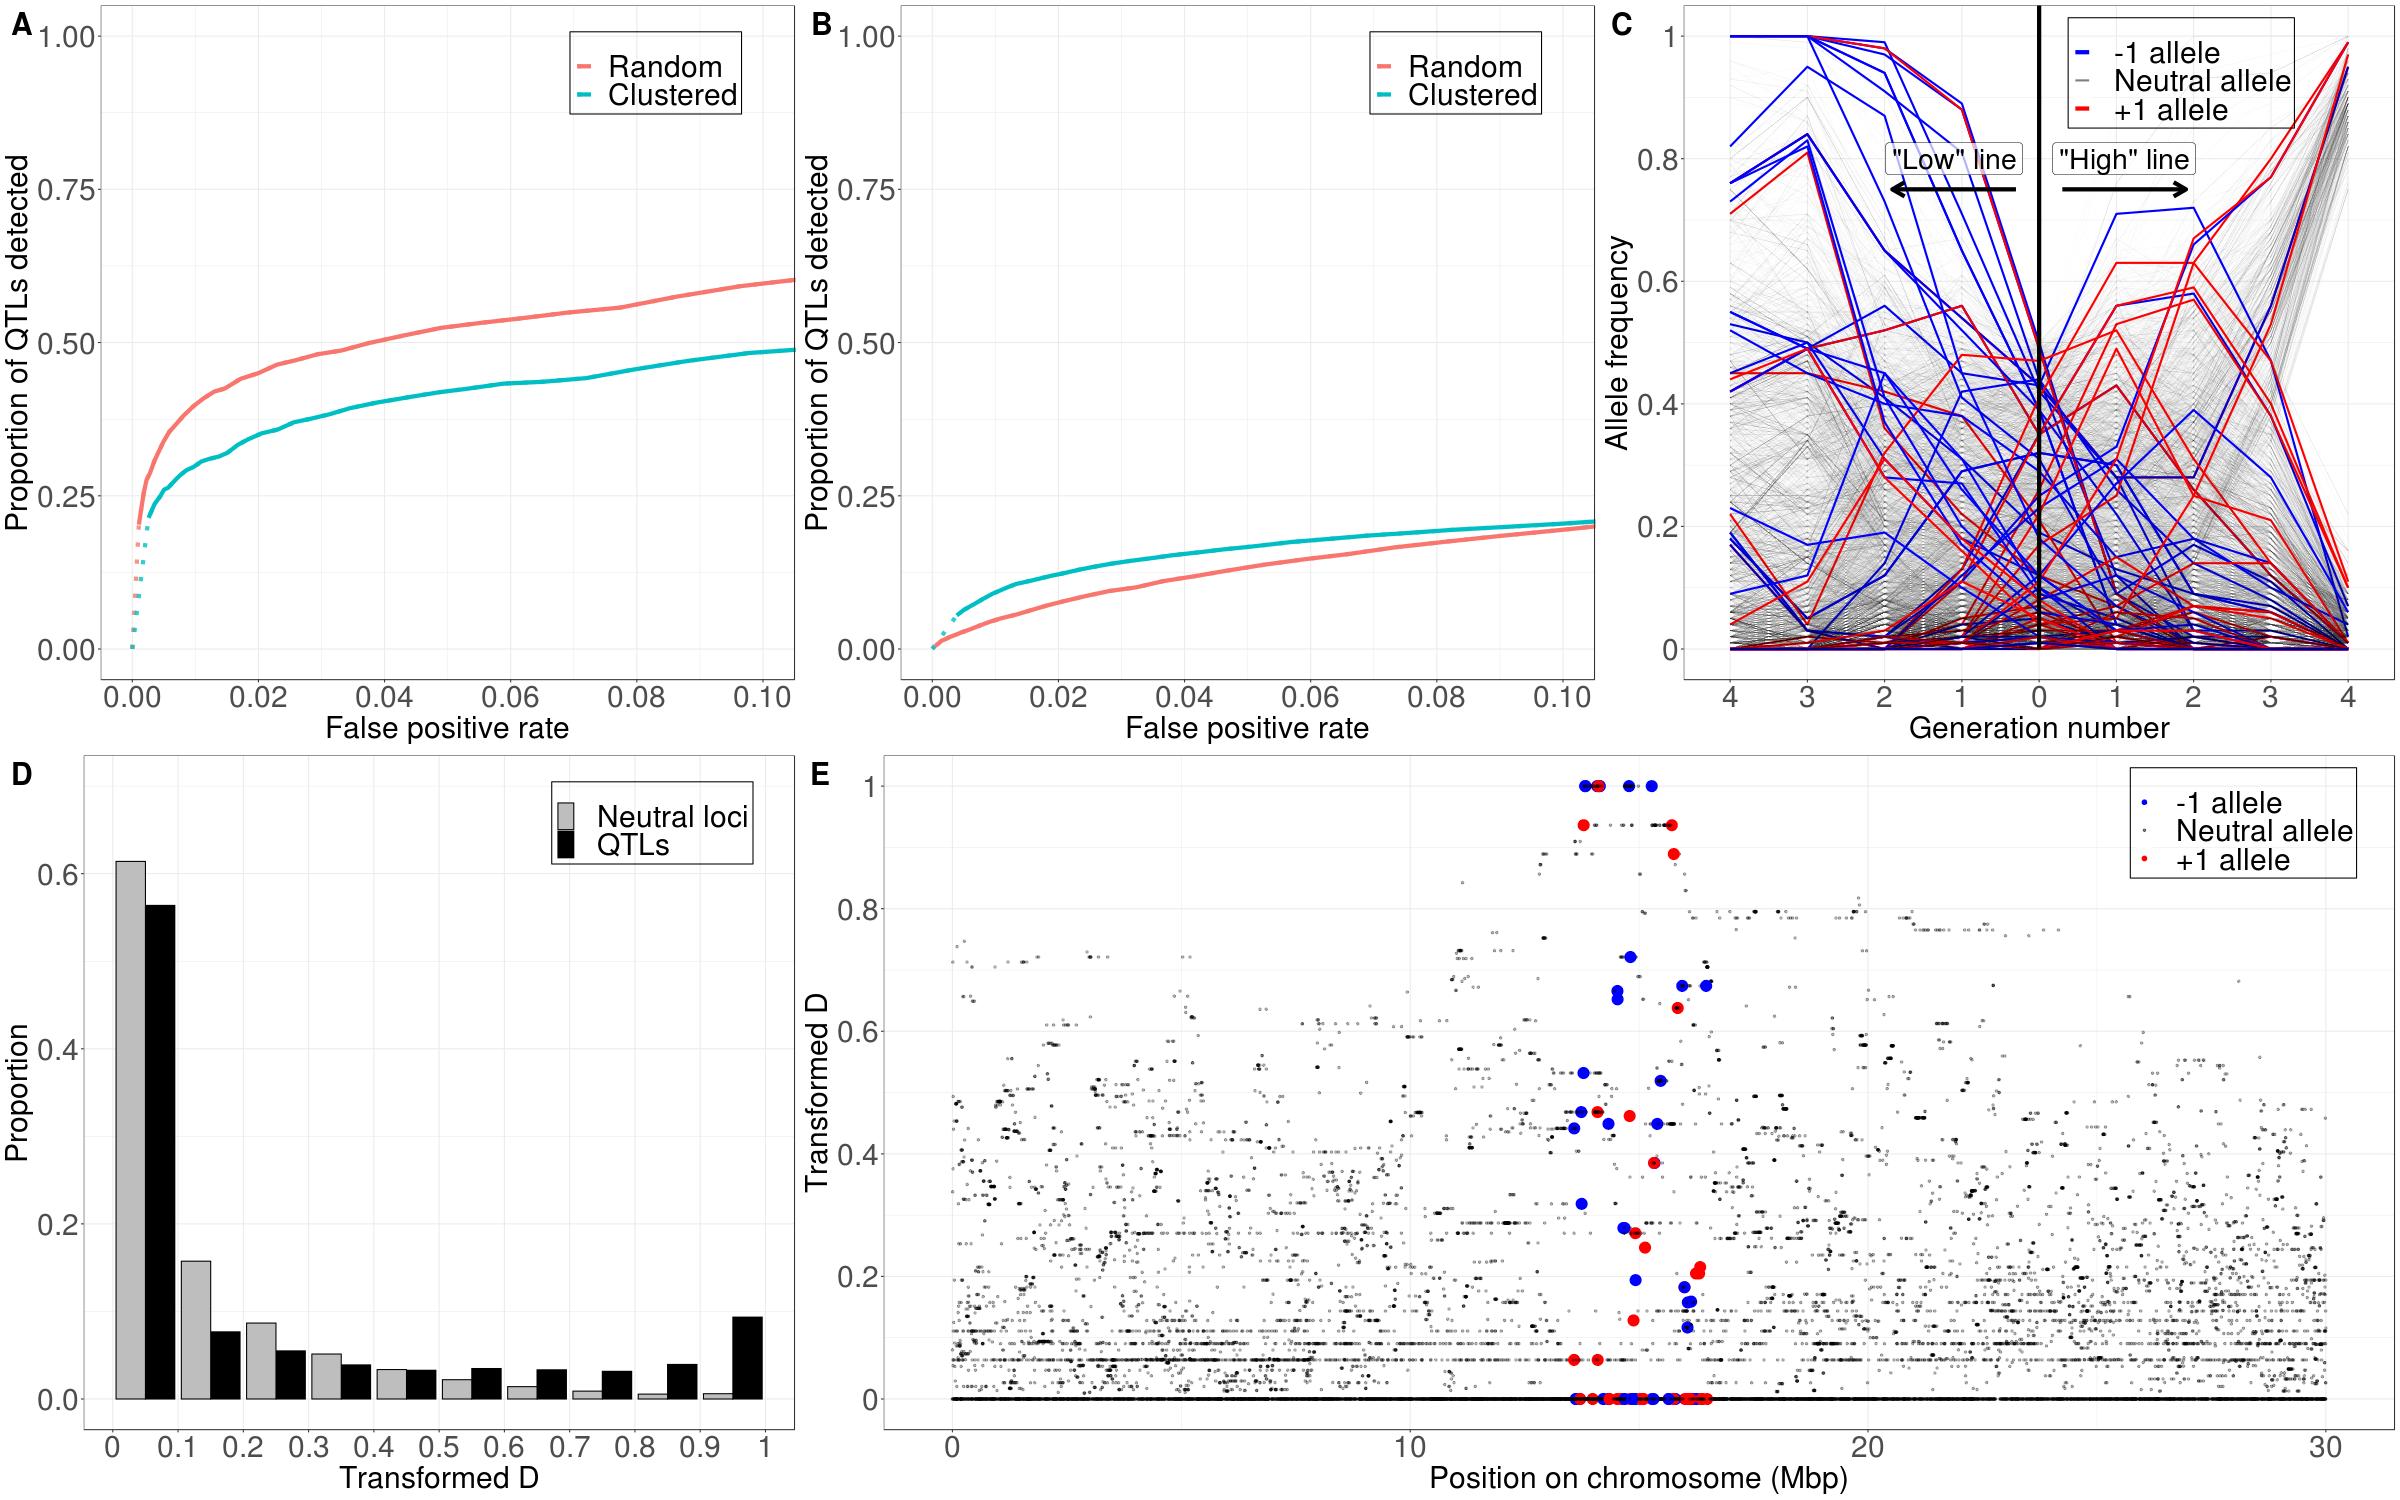 A
1.00
0.75
0.50
0.25
0.00
Proportion of QTLs detected
Random
Clustered
0.00 0.02 0.04 0.06 0.08 0.10
False positive rate
B
1.00
0.75
0.50
0.25
0.00
Proportion of QTLs detected
Random
Clustered
0.00 0.02 0.04 0.06 0.08 0.10
False positive rate
C
1
0.8
0.6
0.4
0.2
0
Allele frequency
-1 allele
Neutral allele
+1 allele
"Low" line
"High" line
4 3 2 1 0 1 2 3 4
Generation number
D
0.6
0.4
0.2
0.0
Proportion
Neutral loci
QTLs
0 0.1 0.2 0.3 0.4 0.5 0.6 0.7 0.8 0.9 1
Transformed D
E
1
0.8
0.6
0.4
0.2
0
Transformed D
-1 allele
Neutral allele
+1 allele
0 10 20 30
Position on chromosome (Mbp)